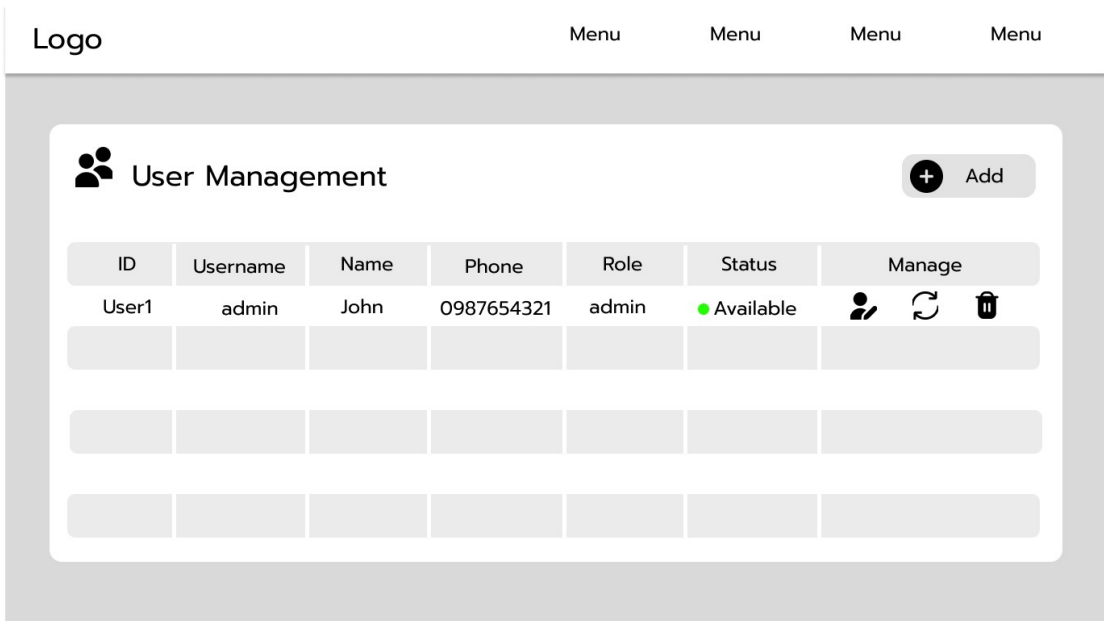 Logo Menu Menu Menu Menu
User Management Add
ID Username Name Phone Role Status Manage
User1 admin John 0987654321 admin Available